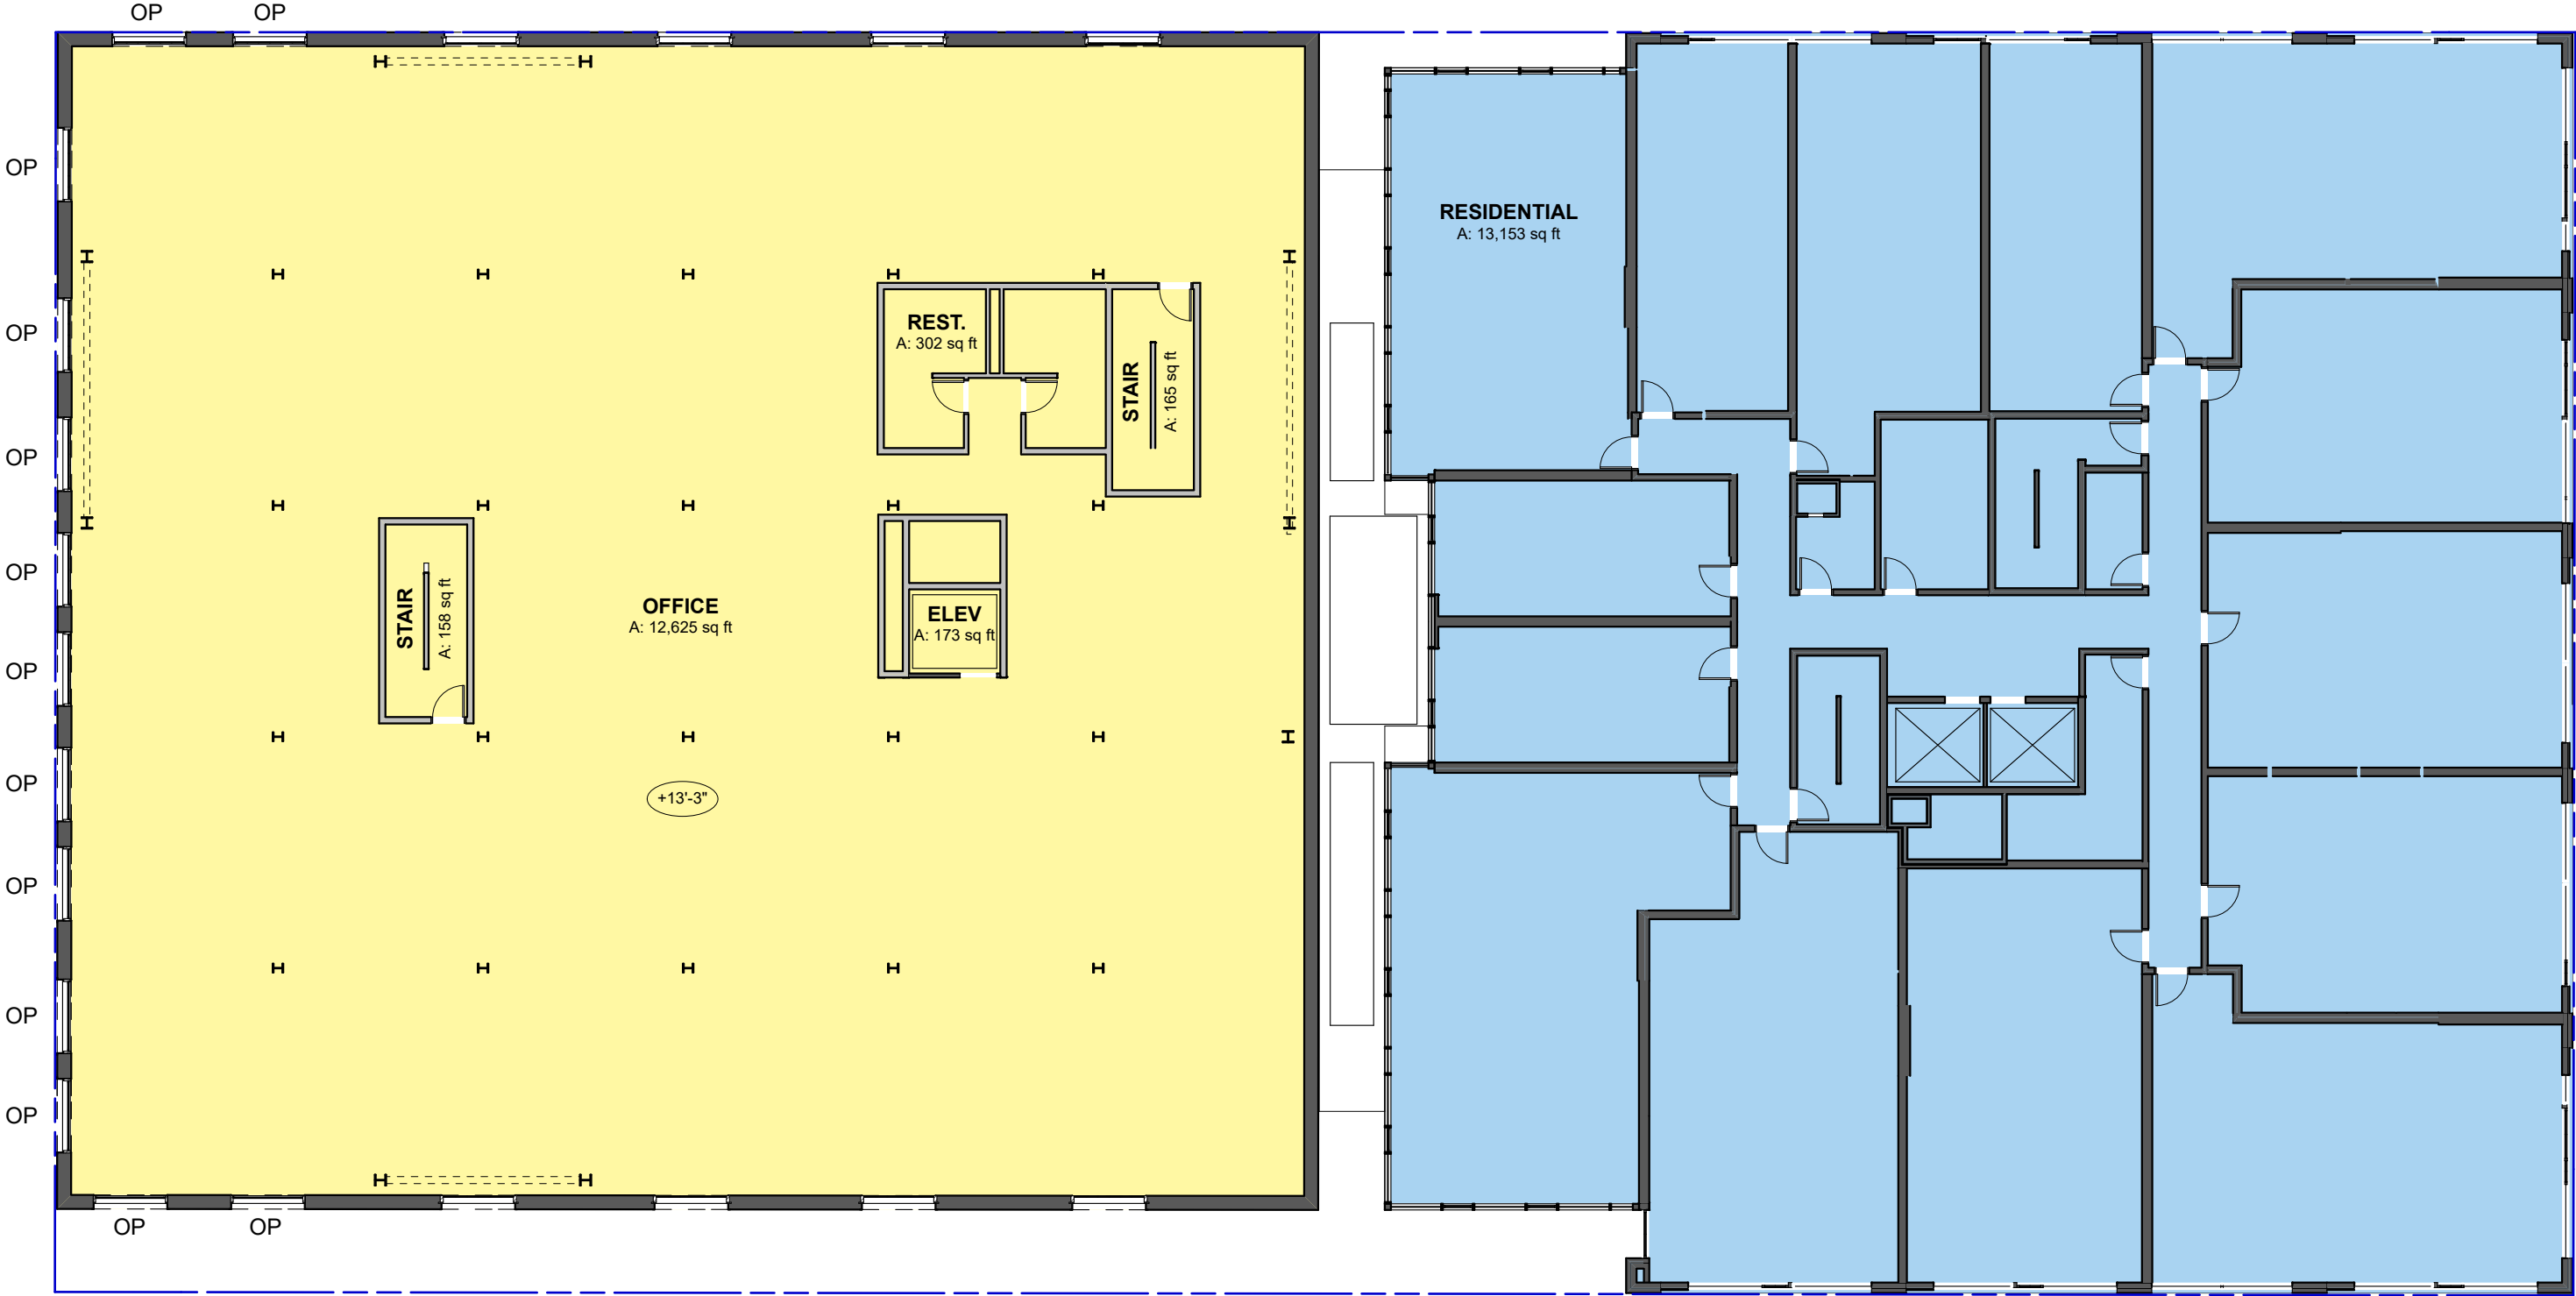 OP
OP
OP
OP
OP
OP
OP
OP
OP
OP
OP
OP
OP
REST.
A: 302 sq ft
STAIR
A: 165 sq ft
STAIR
A: 158 sq ft
OFFICE
A: 12,625 sq ft
ELEV
A: 173 sq ft
+13'-3"
RESIDENTIAL
A: 13,153 sq ft